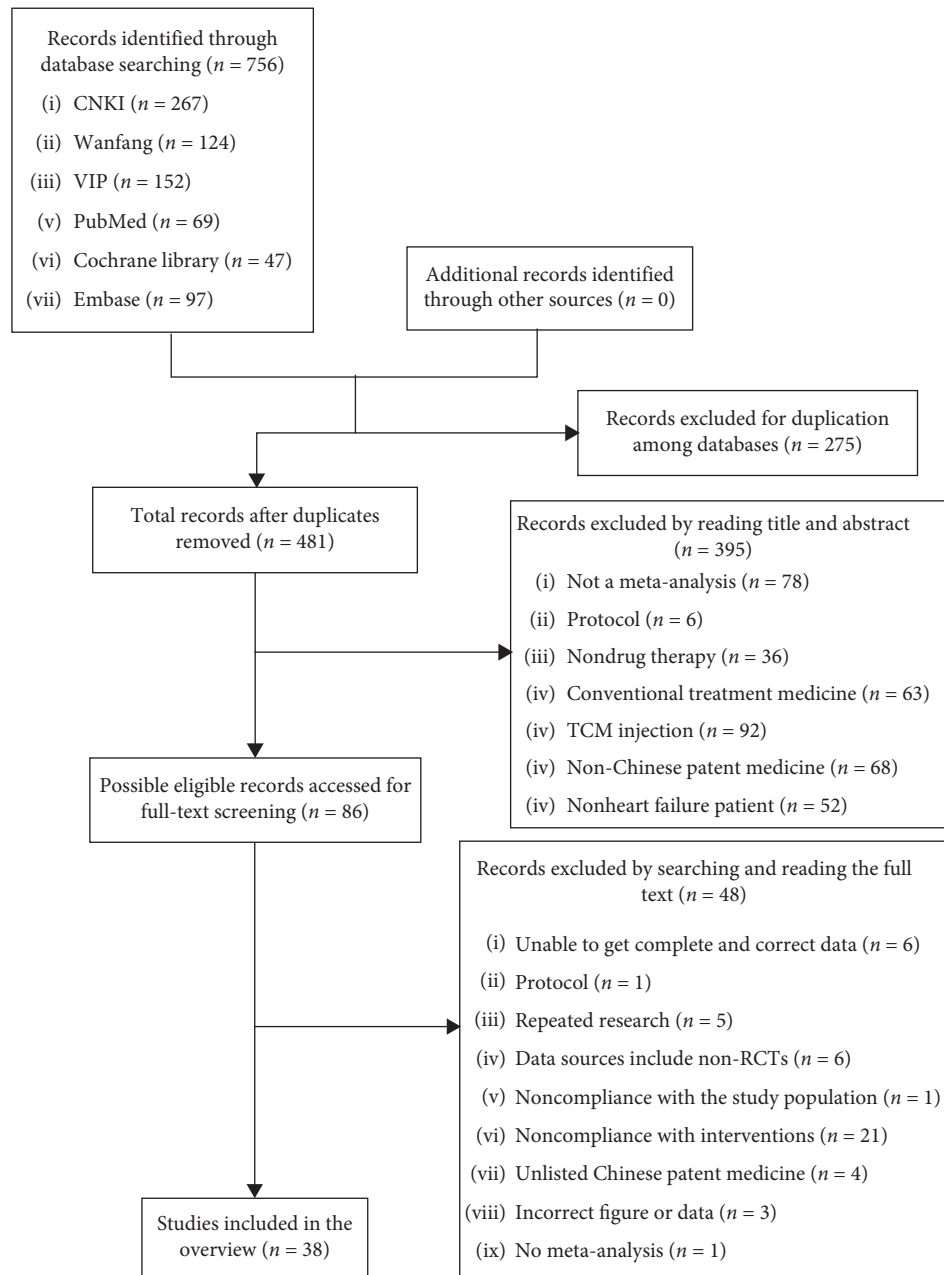 Records identified through
database searching (n = 756)
(i) CNKI (n = 267)
(ii) Wanfang (n = 124)
(iii) VIP (n = 152)
(v) PubMed (n = 69)
(vi) Cochrane library (n = 47)
(vii) Embase (n = 97)
Additional records identified
through other sources (n = 0)
Records excluded for duplication
among databases (n = 275)
Total records after duplicates
removed (n = 481)
Records excluded by reading title and abstract
(n = 395)
(i) Not a meta-analysis (n = 78)
(ii) Protocol (n = 6)
(iii) Nondrug therapy (n = 36)
(iv) Conventional treatment medicine (n = 63)
(iv) TCM injection (n = 92)
(iv) Non-Chinese patent medicine (n = 68)
(iv) Nonheart failure patient (n = 52)
Possible eligible records accessed for
full-text screening (n = 86)
Records excluded by searching and reading the full
text (n = 48)
(i) Unable to get complete and correct data (n = 6)
(ii) Protocol (n = 1)
(iii) Repeated research (n = 5)
(iv) Data sources include non-RCTs (n = 6)
(v) Noncompliance with the study population (n = 1)
(vi) Noncompliance with interventions (n = 21)
(vii) Unlisted Chinese patent medicine (n = 4)
(viii) Incorrect figure or data (n = 3)
(ix) No meta-analysis (n = 1)
Studies included in the
overview (n = 38)